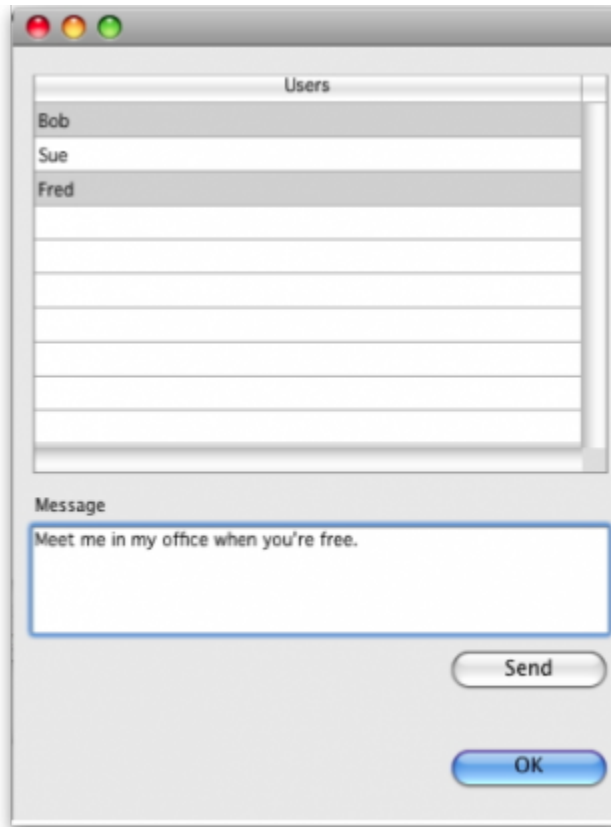 Users
Bob
Sue
Fred
Message
Meet me in my office when you're free.
Send
OK